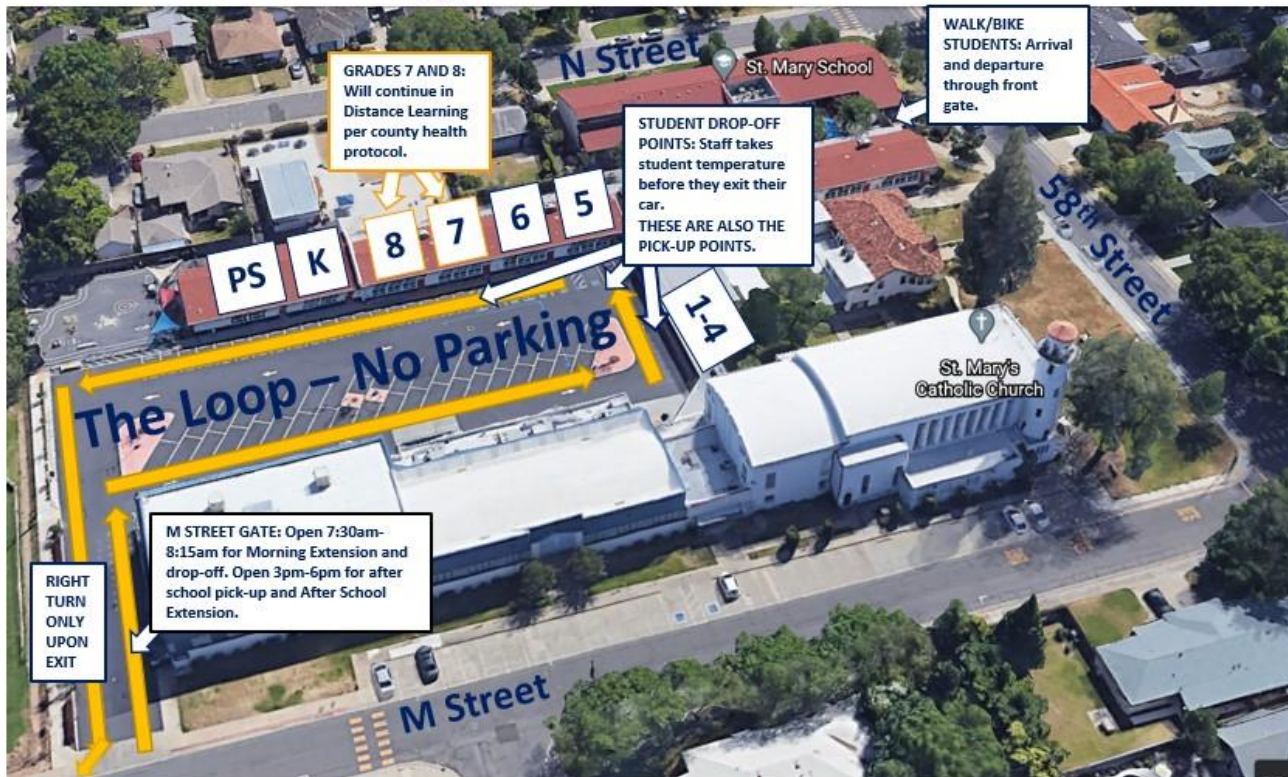 N Street
St. Mary School
WALK/BIKE
STUDENTS: Arrival
and departure
through front
gate.
GRADES 7 AND 8:
Will continue in
Distance Learning
per county health
protocol.
STUDENT DROP-OFF
POINTS: Staff takes
student temperature
before they exit their
car.
THESE ARE ALSO THE
PICK-UP POINTS.
58th Street
PS
K
8
7
6
5
1-4
The Loop – No Parking
St. Mary's
Catholic Church
M STREET GATE: Open 7:30am-
8:15am for Morning Extension and
drop-off. Open 3pm-6pm for after
school pick-up and After School
Extension.
RIGHT
TURN
ONLY
UPON
EXIT
M Street